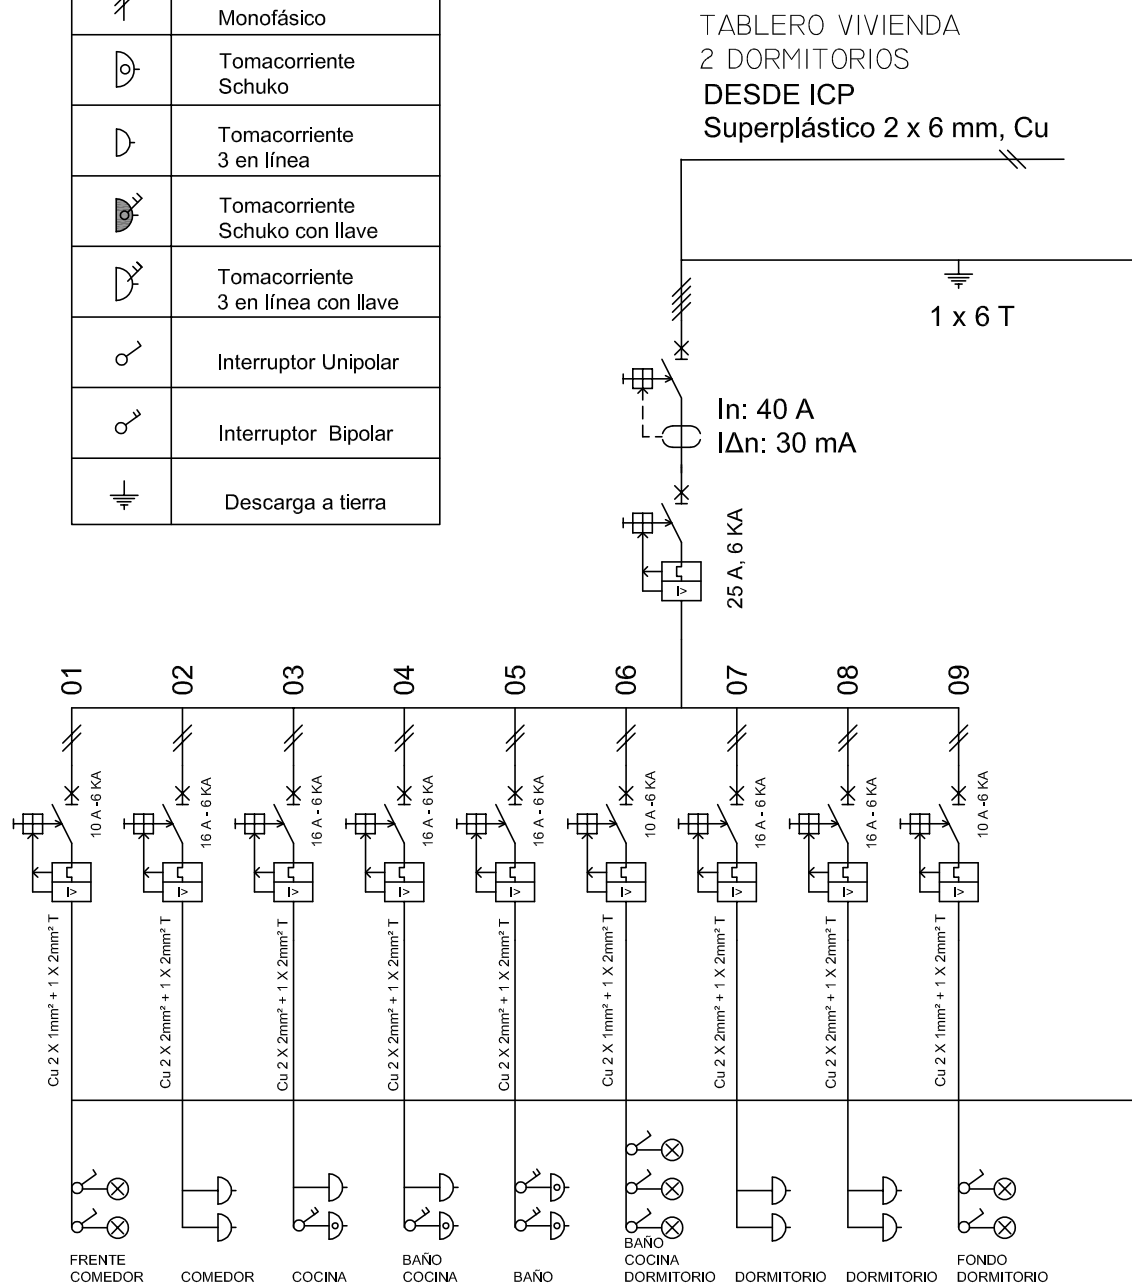 Monofásico
Tomacorriente
Schuko
Tomacorriente
3 en línea
Tomacorriente
Schuko con llave
Tomacorriente
3 en línea con llave
Interruptor Unipolar
Interruptor Bipolar
Descarga a tierra
TABLERO VIVIENDA
2 DORMITORIOS
DESDE ICP
Superplástico 2 x 6 mm, Cu
1 x 6 T
In: 40 A
IΔn: 30 mA
25 A, 6 KA
I>
01
02
03
04
05
06
07
08
09
10 A -6 KA
16 A - 6 KA
16 A - 6 KA
16 A - 6 KA
16 A - 6 KA
10 A -6 KA
16 A - 6 KA
16 A - 6 KA
10 A -6 KA
I>
I>
I>
I>
I>
I>
I>
I>
I>
Cu 2 X 1mm² + 1 X 2mm² T
Cu 2 X 2mm² + 1 X 2mm² T
Cu 2 X 2mm² + 1 X 2mm² T
Cu 2 X 2mm² + 1 X 2mm² T
Cu 2 X 2mm² + 1 X 2mm² T
Cu 2 X 1mm² + 1 X 2mm² T
Cu 2 X 2mm² + 1 X 2mm² T
Cu 2 X 2mm² + 1 X 2mm² T
Cu 2 X 1mm² + 1 X 2mm² T
FRENTE
COMEDOR
COMEDOR
COCINA
BAÑO
COCINA
BAÑO
BAÑO
COCINA
DORMITORIO
DORMITORIO
DORMITORIO
FONDO
DORMITORIO